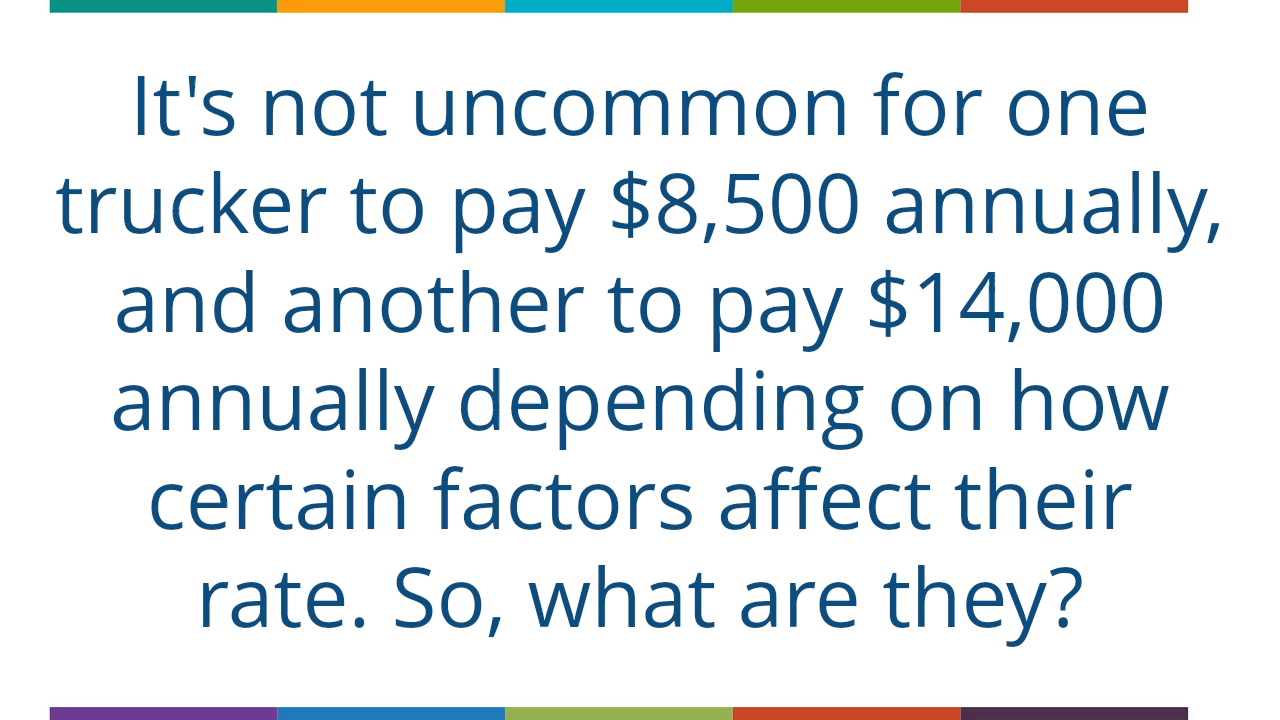 It's not uncommon for one
trucker to pay $8,500 annually,
and another to pay $14,000
annually depending on how
certain factors affect their
rate. So, what are they?